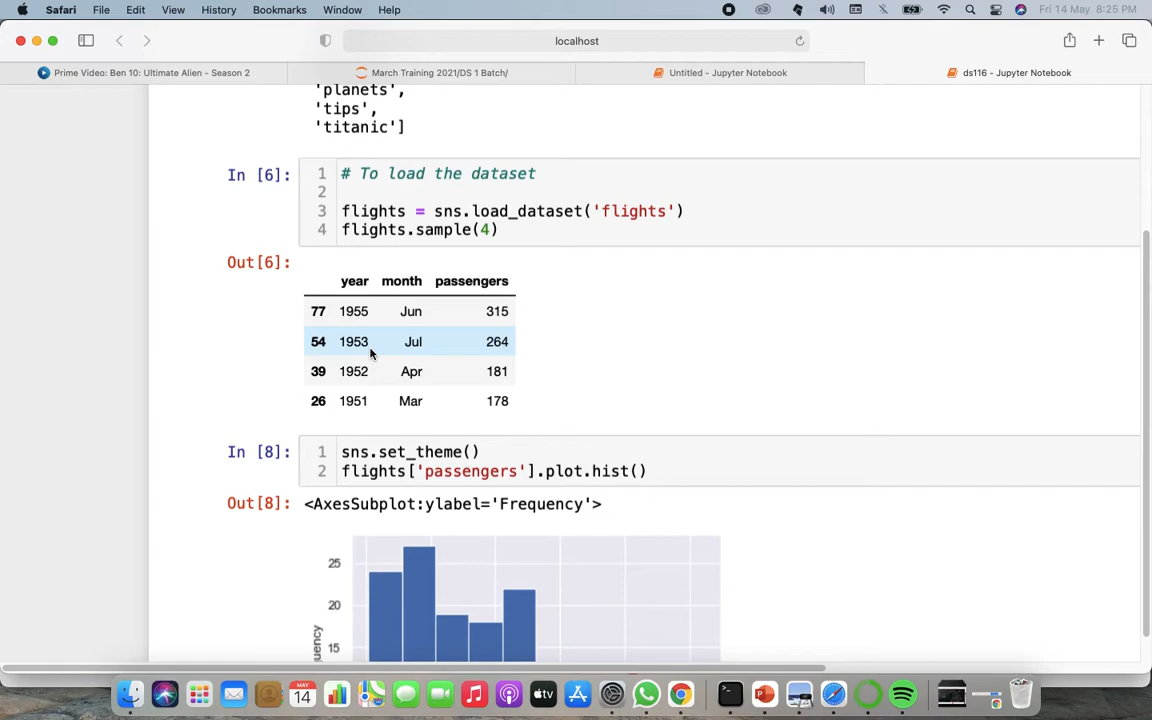 Safari File Edit View History Bookmarks Window Help Fri 14 May 8:25 PM
localhost
Prime Video: Ben 10: Ultimate Alien - Season 2 March Training 2021/DS 1 Batch/ Untitled - Jupyter Notebook ds116 - Jupyter Notebook
'planets',
'tips',
'titanic']
In [6]: 1 # To load the dataset
2
3 flights = sns.load_dataset('flights')
4 flights.sample(4)
Out[6]:
year month passengers
77 1955 Jun 315
54 1953 Jul 264
39 1952 Apr 181
26 1951 Mar 178
In [8]: 1 sns.set_theme()
2 flights['passengers'].plot.hist()
Out[8]: <AxesSubplot:ylabel='Frequency'>
25
20
15
quency
MAY
14
tv